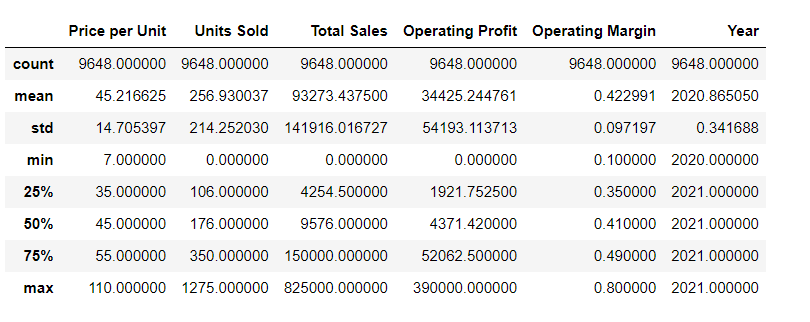 Price per Unit Units Sold Total Sales Operating Profit Operating Margin Year
count 9648.000000 9648.000000 9648.000000 9648.000000 9648.000000 9648.000000
mean 45.216625 256.930037 93273.437500 34425.244761 0.422991 2020.865050
std 14.705397 214.252030 141916.016727 54193.113713 0.097197 0.341688
min 7.000000 0.000000 0.000000 0.000000 0.100000 2020.000000
25% 35.000000 106.000000 4254.500000 1921.752500 0.350000 2021.000000
50% 45.000000 176.000000 9576.000000 4371.420000 0.410000 2021.000000
75% 55.000000 350.000000 150000.000000 52062.500000 0.490000 2021.000000
max 110.000000 1275.000000 825000.000000 390000.000000 0.800000 2021.000000